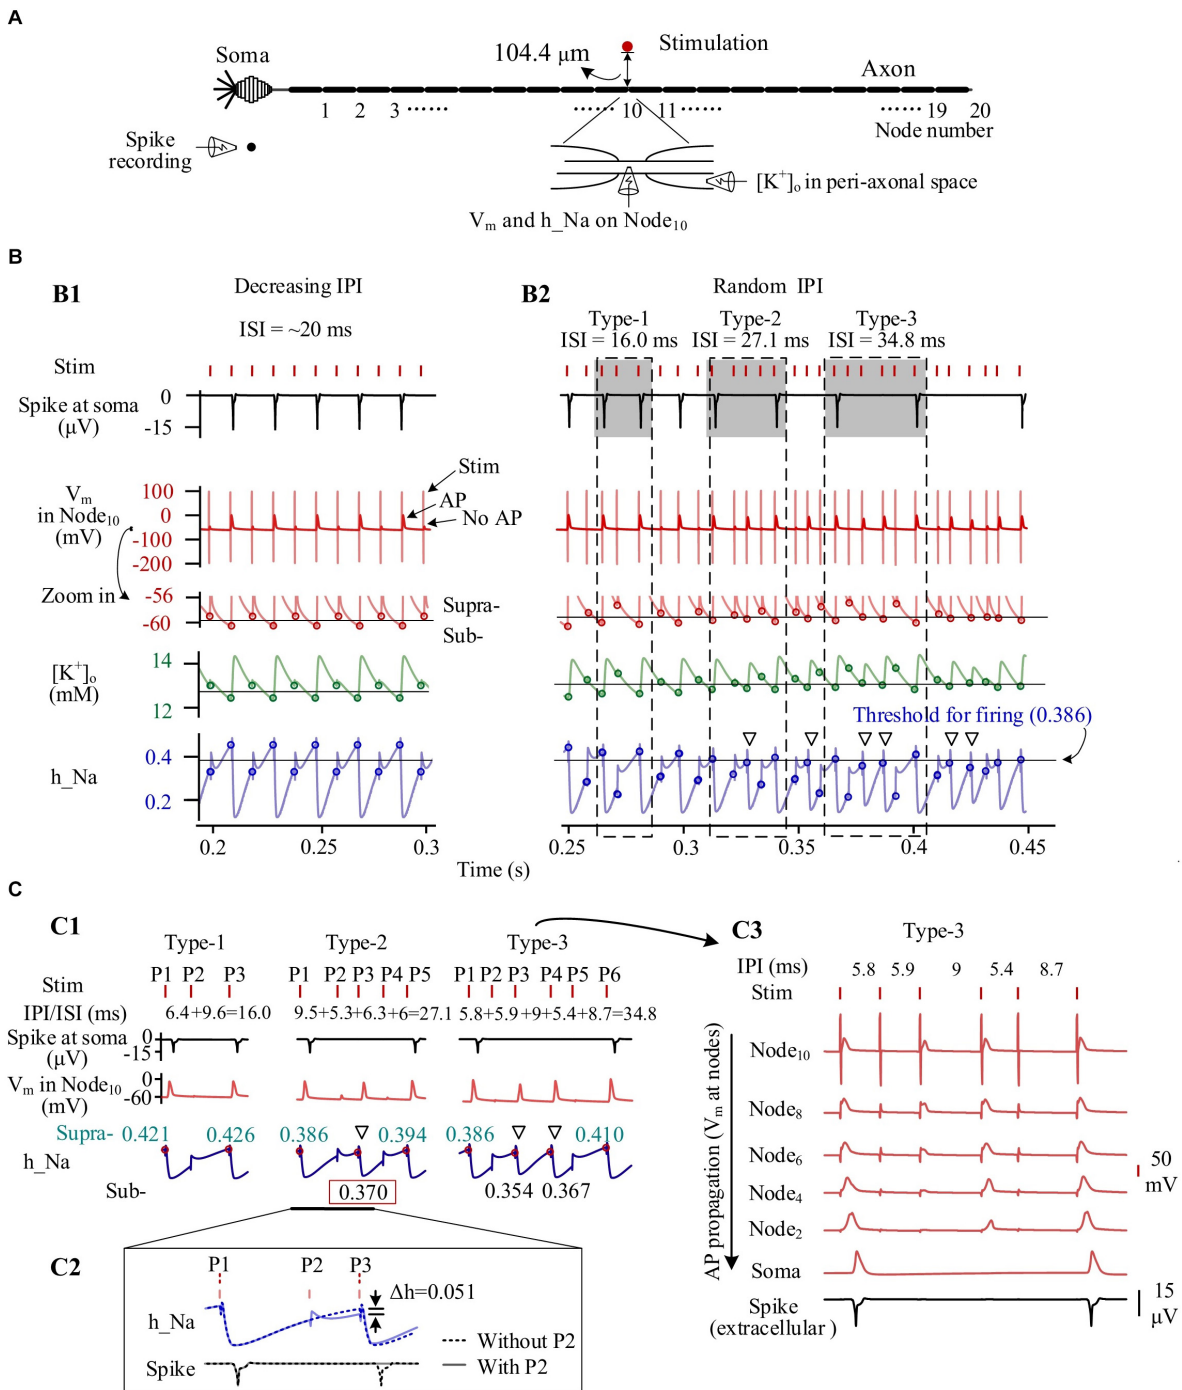 A
Soma
104.4 μm
Stimulation
Axon
1 2 3 ······ ······ 10 11 ······ ······ 19 20
Node number
Spike
recording
[K⁺]ₒ in peri-axonal space
Vₘ and h_Na on Node₁₀
B
B1
Decreasing IPI
ISI = ~20 ms
B2
Random IPI
Type-1 Type-2 Type-3
ISI = 16.0 ms ISI = 27.1 ms ISI = 34.8 ms
Stim
Spike at soma
(μV)
0
-15
Vₘ
in Node₁₀
(mV)
100
0
-100
-200
Stim
AP
No AP
Zoom in
-56
-60
Supra-
Sub-
[K⁺]ₒ
(mM)
14
12
Threshold for firing (0.386)
h_Na
0.4
0.2
0.2 0.25 0.3
0.25 0.3 0.35 0.4 0.45
Time (s)
C
C1
Type-1 Type-2 Type-3
Stim
P1 P2 P3
P1 P2 P3 P4 P5
P1 P2 P3 P4 P5 P6
IPI/ISI (ms)
6.4+9.6=16.0
9.5+5.3+6.3+6=27.1
5.8+5.9+9+5.4+8.7=34.8
Spike at soma
(μV)
0
-15
Vₘ in Node₁₀
(mV)
0
-60
Supra- 0.421 0.426 0.386 0.394 0.386 0.410
h_Na
Sub-
0.370
0.354 0.367
C2
P1 P2 P3
Δh=0.051
h_Na
Without P2
With P2
Spike
C3
Type-3
IPI (ms)
5.8 5.9 9 5.4 8.7
Stim
AP propagation (Vₘ at nodes)
Node₁₀
Node₈
Node₆
Node₄
Node₂
Soma
Spike
(extracellular )
50
mV
15
μV